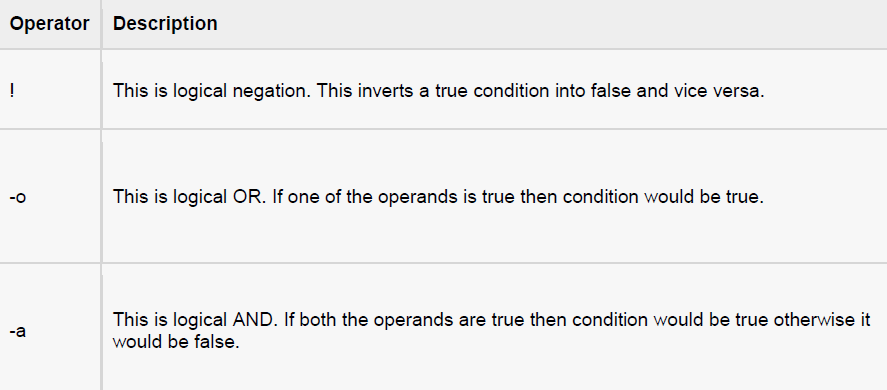 Operator Description
! This is logical negation. This inverts a true condition into false and vice versa.
-o This is logical OR. If one of the operands is true then condition would be true.
-a This is logical AND. If both the operands are true then condition would be true otherwise it
would be false.